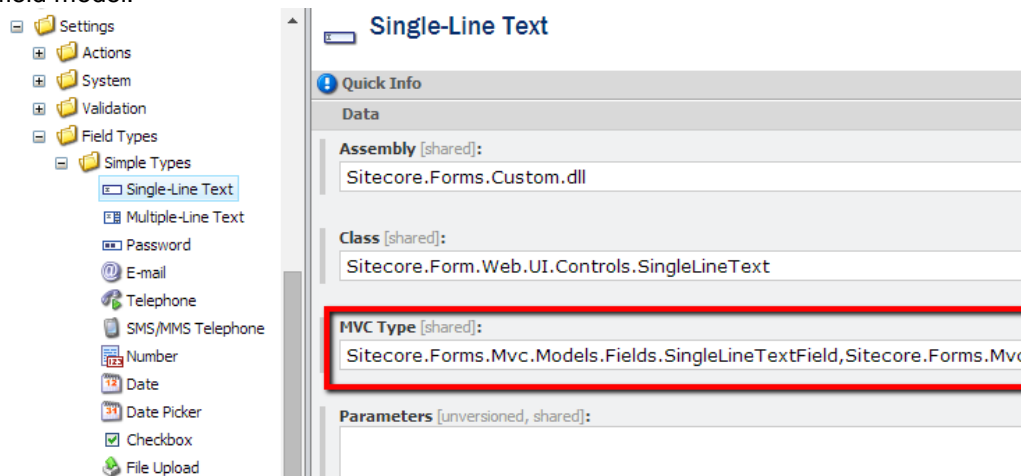 Settings
Actions
System
Validation
Field Types
Simple Types
Single-Line Text
Multiple-Line Text
Password
E-mail
Telephone
SMS/MMS Telephone
Number
Date
Date Picker
Checkbox
File Upload
Single-Line Text
Quick Info
Data
Assembly [shared]:
Sitecore.Forms.Custom.dll
Class [shared]:
Sitecore.Form.Web.UI.Controls.SingleLineText
MVC Type [shared]:
Sitecore.Forms.Mvc.Models.Fields.SingleLineTextField,Sitecore.Forms.Mvc
Parameters [unversioned, shared]: